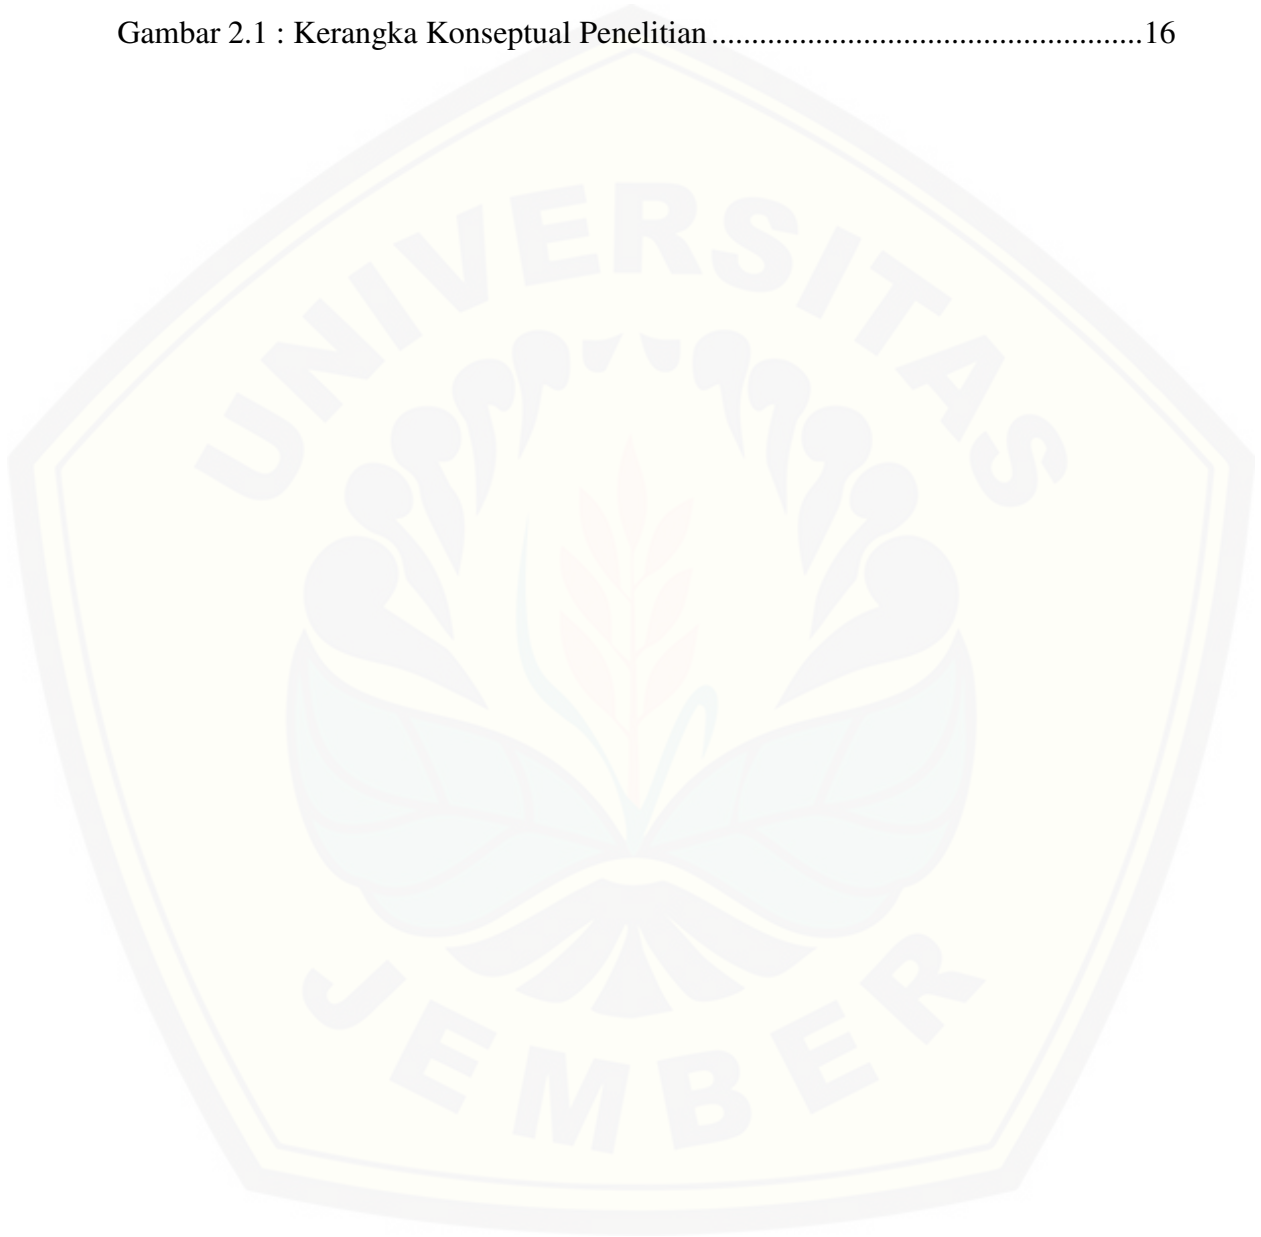 Gambar 2.1 : Kerangka Konseptual Penelitian.....................................................16
UNIVERSITAS
JEMBER